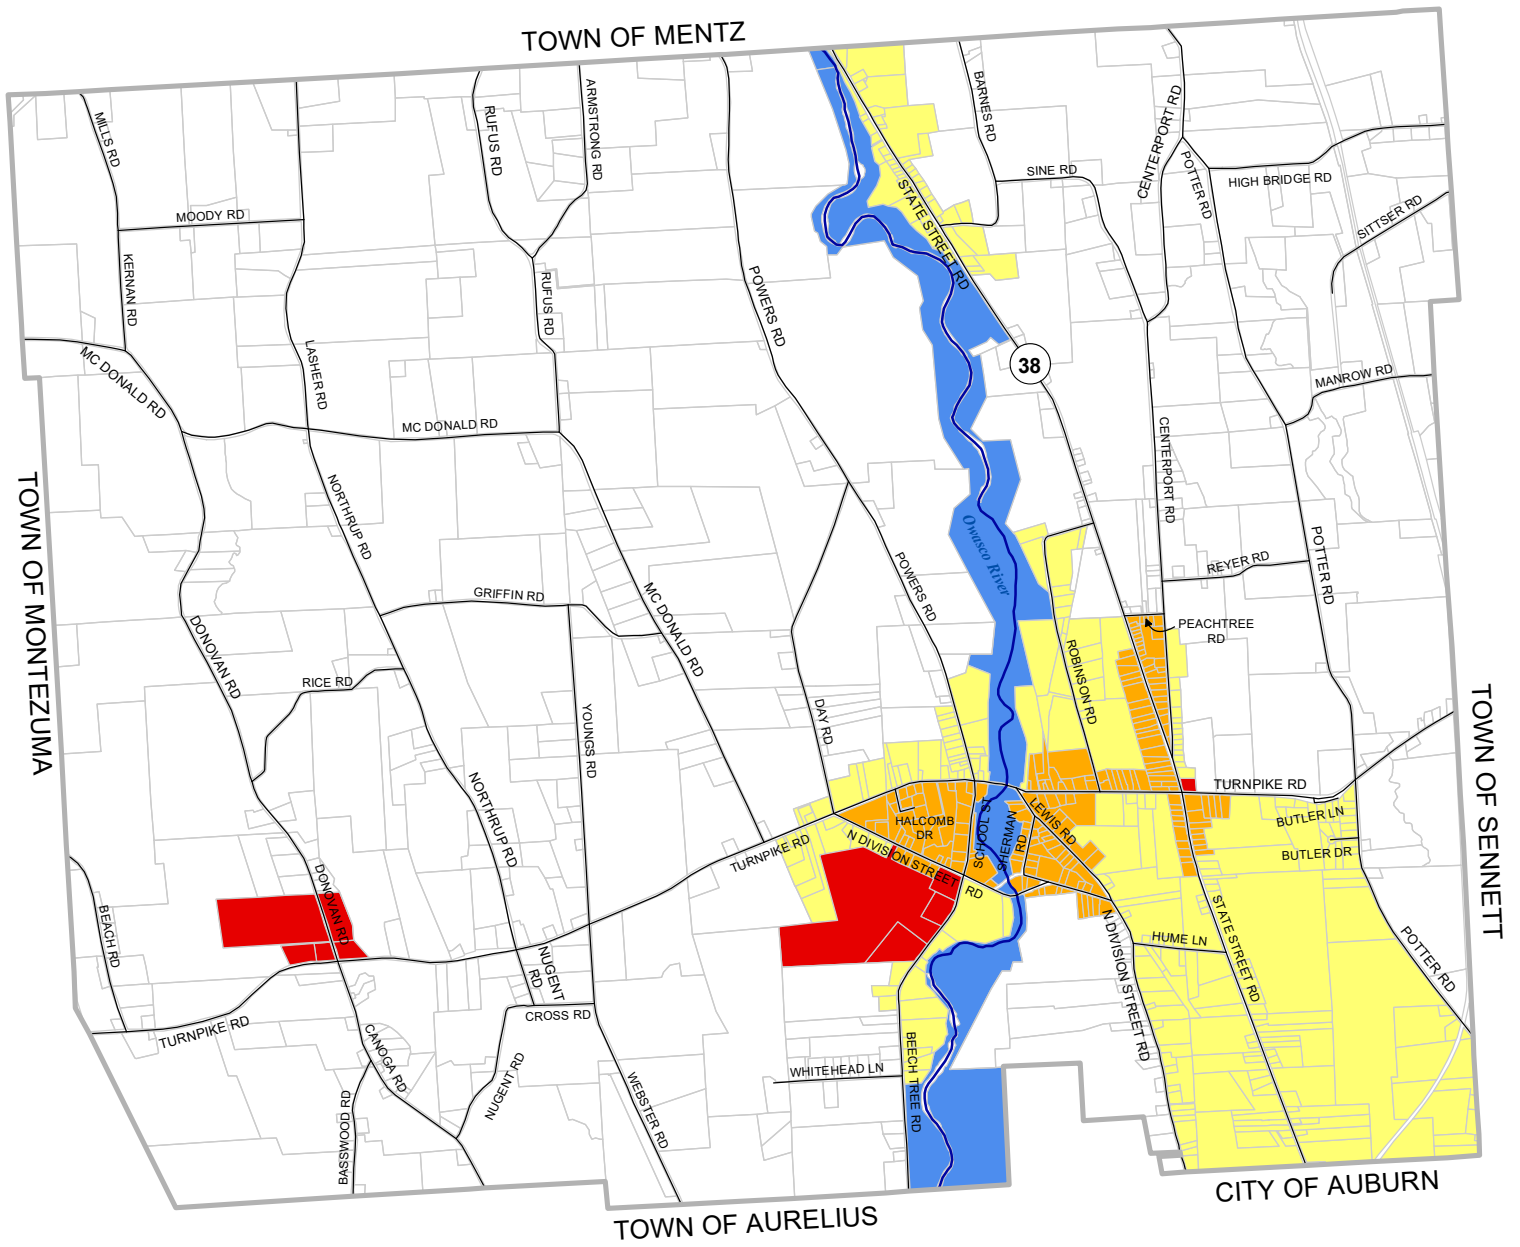 TOWN OF MENTZ
MILLS RD
MOODY RD
KERNAN RD
RUFUS RD
ARMSTRONG RD
BARNES RD
SINE RD
CENTERPORT RD
POTTER RD
HIGH BRIDGE RD
SITTSER RD
STATE STREET RD
RUFUS RD
POWERS RD
LASHER RD
MC DONALD RD
MC DONALD RD
38
MANROW RD
CENTERPORT RD
TOWN OF MONTEZUMA
NORTHRUP RD
Owasco River
POWERS RD
REYER RD
POTTER RD
GRIFFIN RD
MC DONALD RD
DONOVAN RD
RICE RD
PEACHTREE
RD
ROBINSON RD
YOUNGS RD
DAY RD
TOWN OF SENNETT
NORTHRUP RD
TURNPIKE RD
TURNPIKE RD
HALCOMB
DR
SCHOOL ST
SHERMAN
RD
LEWIS RD
BUTLER LN
BUTLER DR
N DIVISION STREET
RD
DONOVAN RD
BEACH RD
STATE STREET RD
HUME LN
N DIVISION STREET RD
POTTER RD
NUGENT
RD
CROSS RD
TURNPIKE RD
CANOGA RD
NUGENT RD
BASSWOOD RD
WEBSTER RD
WHITEHEAD LN
BEECH TREE RD
CITY OF AUBURN
TOWN OF AURELIUS